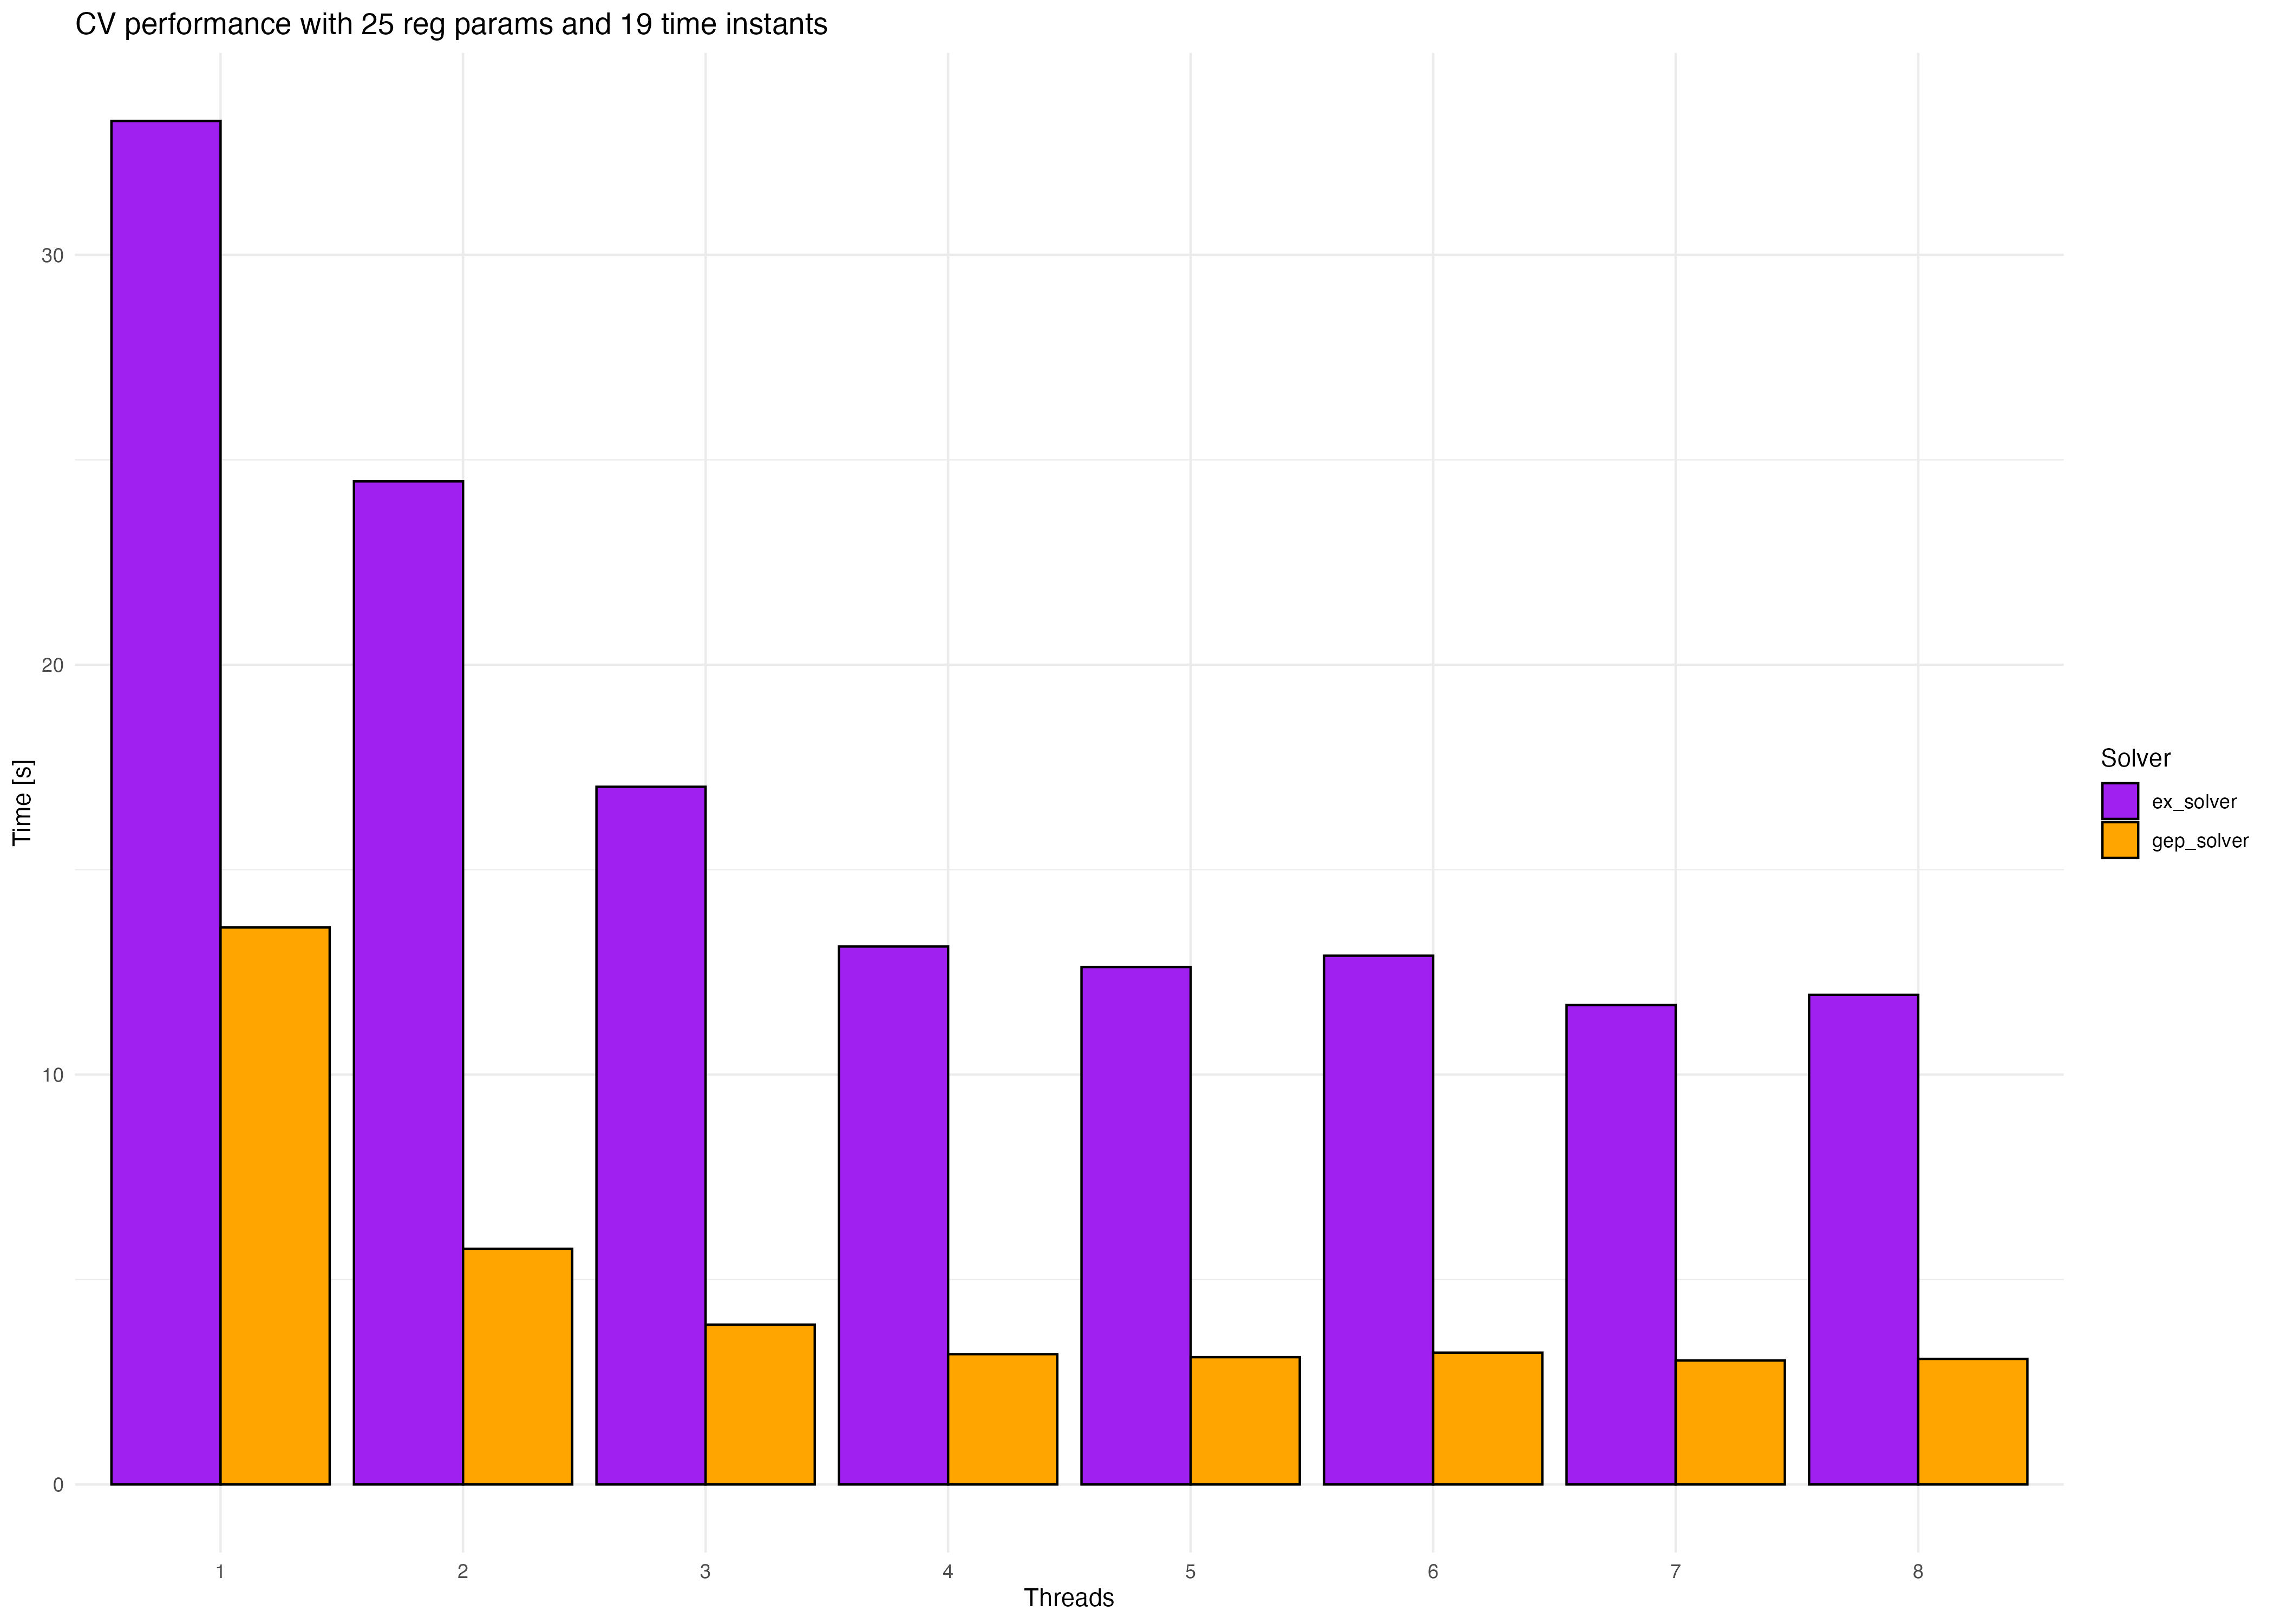 CV performance with 25 reg params and 19 time instants
30
20
10
0
Time [s]
1 2 3 4 5 6 7 8
Threads
Solver
ex_solver
gep_solver